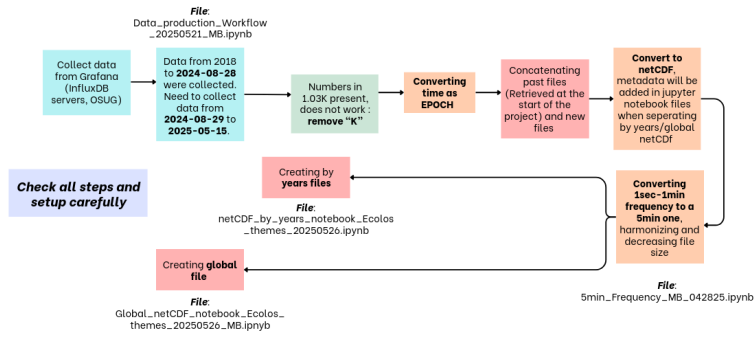 File:
Data_production_Workflow
_20250521_MB.ipynb
Collect data
from Grafana
(InfluxDB
servers, OSUG)
Data from 2018
to 2024-08-28
were collected.
Need to collect
data from
2024-08-29 to
2025-05-15.
Numbers in
1.03K present,
does not work :
remove “K”
Converting
time as
EPOCH
Concatenating
past files
(Retrieved at the
start of the
project) and new
files
Convert to
netCDF,
metadata will be
added in jupyter
notebook files
when seperating
by years/global
netCDf
Check all steps and
setup carefully
Creating by
years files
File:
netCDF_by_years_notebook_Ecolos
_themes_20250526.ipynb
Converting
1sec-1min
frequency to a
5min one,
harmonizing and
decreasing file
size
File:
5min_Frequency_MB_042825.ipynb
Creating global
file
File:
Global_netCDF_notebook_Ecolos_
themes_20250526_MB.ipnyb